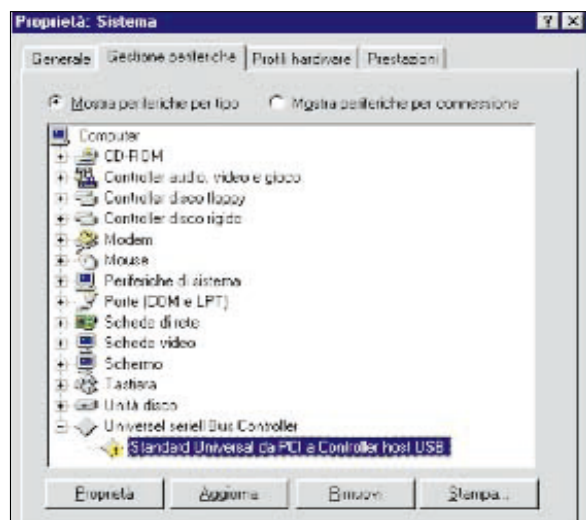 Proprietà: Sistema
Generale Gestione periferiche Profili hardware Prestazioni
Mostra periferiche per tipo Mostra periferiche per connessione
Computer
CD-ROM
Controller audio, video e gioco
Controller disco floppy
Controller disco rigido
Modem
Mouse
Periferiche di sistema
Porte (COM e LPT)
Schede di rete
Schede video
Schermo
Tastiera
Unità disco
Universel seriell Bus Controller
Standard Universal da PCI a Controller host USB
Proprietà Aggiorna Rimuovi Stampa...